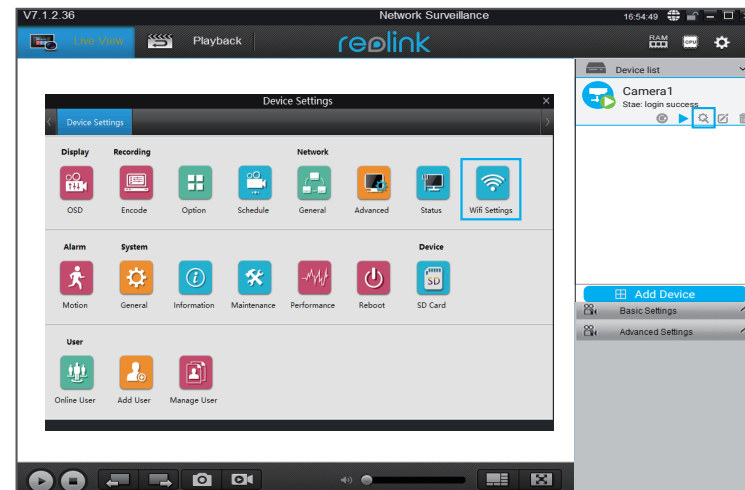 V7.1.2.36 Network Surveillance 16:54:49
Live View Playback reolink RAM CPU
Device list
Camera1
Stae: login success
Device Settings
Device Settings
Display Recording Network
OSD Encode Option Schedule General Advanced Status Wifi Settings
Alarm System Device
SD
Motion General Information Maintenance Performance Reboot SD Card
Add Device
Basic Settings
Advanced Settings
User
Online User Add User Manage User